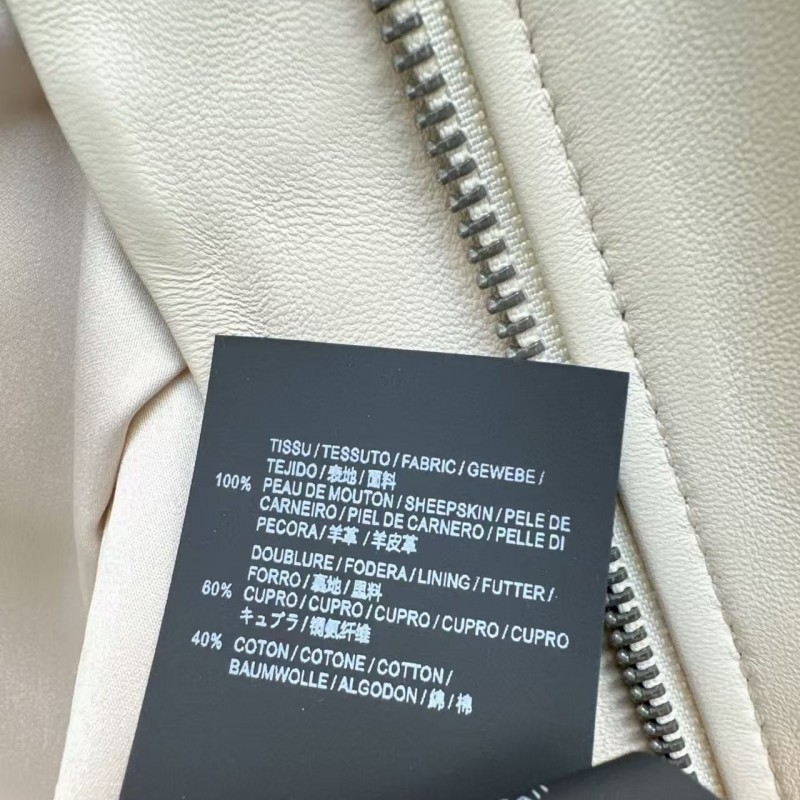 TISSU / TESSUTO / FABRIC / GEWEBE /
TEJIDO / 表地 / 面料
100% PEAU DE MOUTON / SHEEPSKIN / PELE DE
CARNEIRO / PIEL DE CARNERO / PELLE DI
PECORA / 羊革 / 羊皮革
DOUBLURE / FODERA / LINING / FUTTER /
FORRO / 裏地 / 里料
60% CUPRO / CUPRO / CUPRO / CUPRO / CUPRO
キュプラ / 铜氨纤维
40% COTON / COTONE / COTTON /
BAUMWOLLE / ALGODON / 綿 / 棉